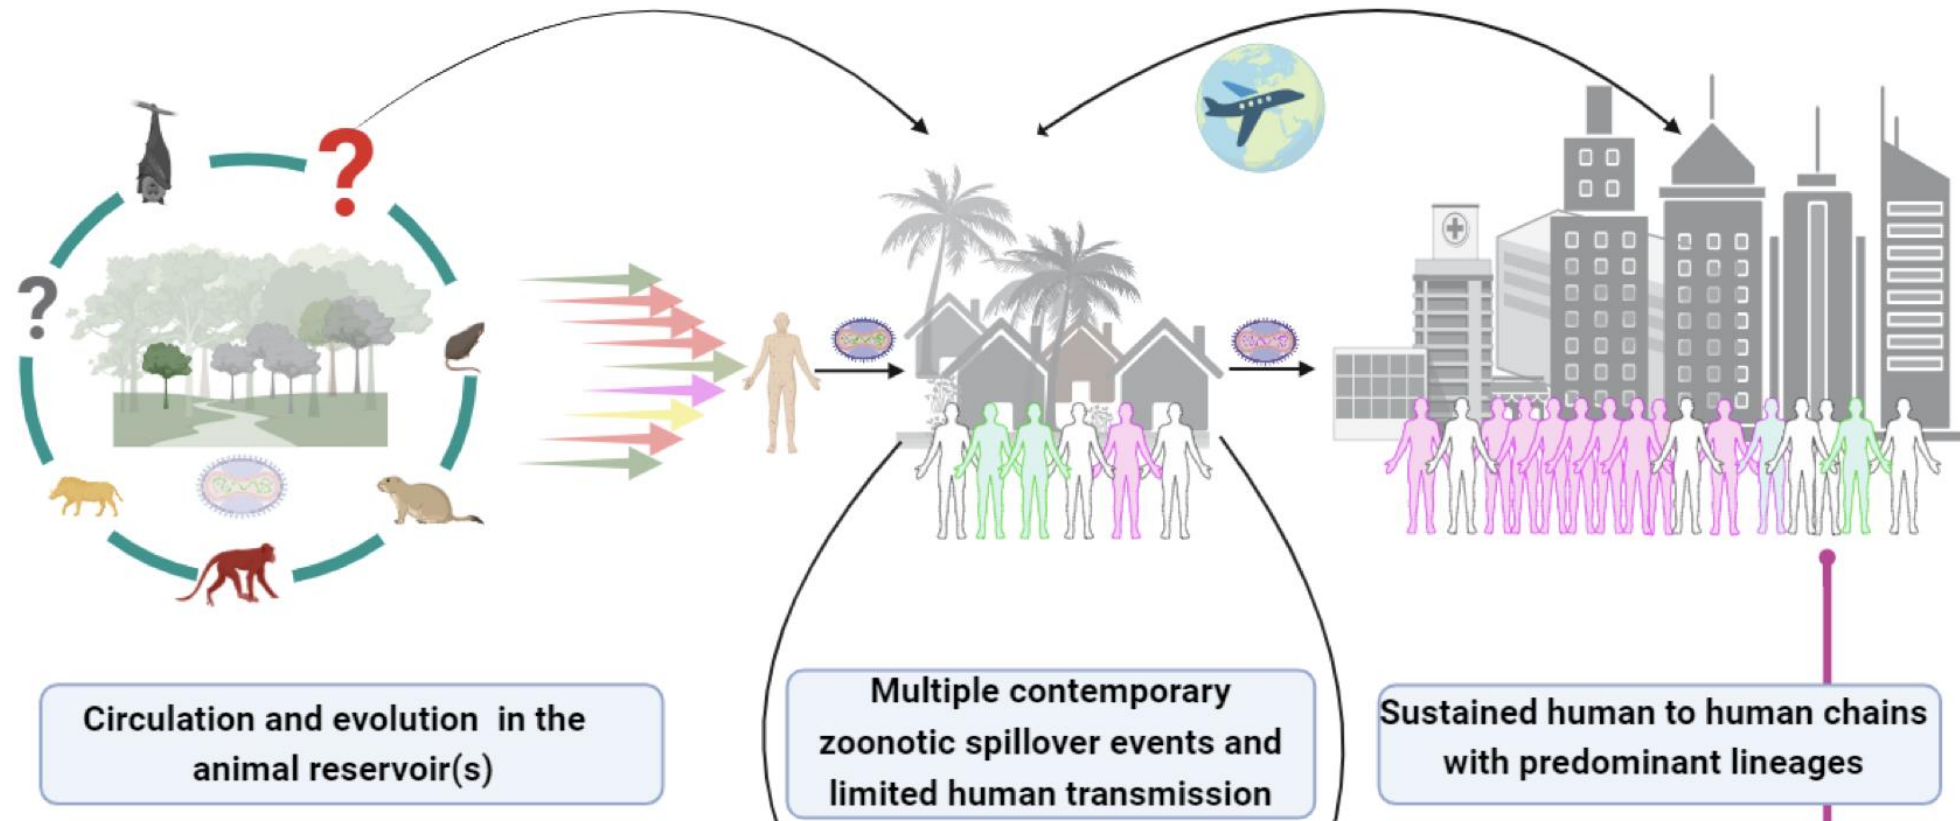 ?
?
Circulation and evolution in the
animal reservoir(s)
Multiple contemporary
zoonotic spillover events and
limited human transmission
Sustained human to human chains
with predominant lineages